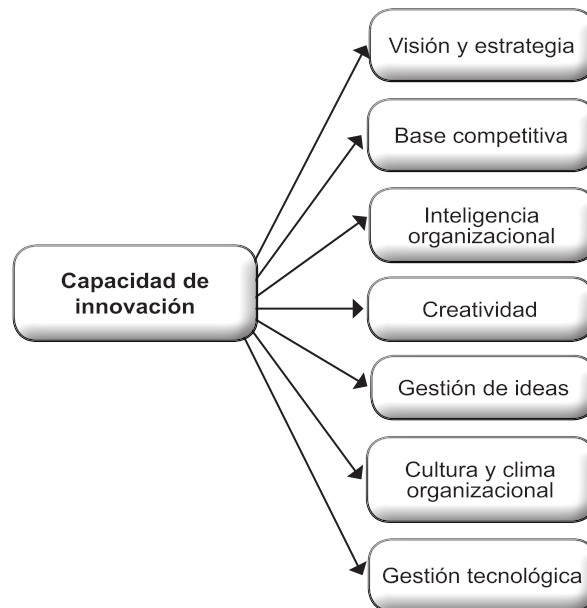 Visión y estrategia
Base competitiva
Inteligencia
organizacional
Capacidad de
innovación
Creatividad
Gestión de ideas
Cultura y clima
organizacional
Gestión tecnológica